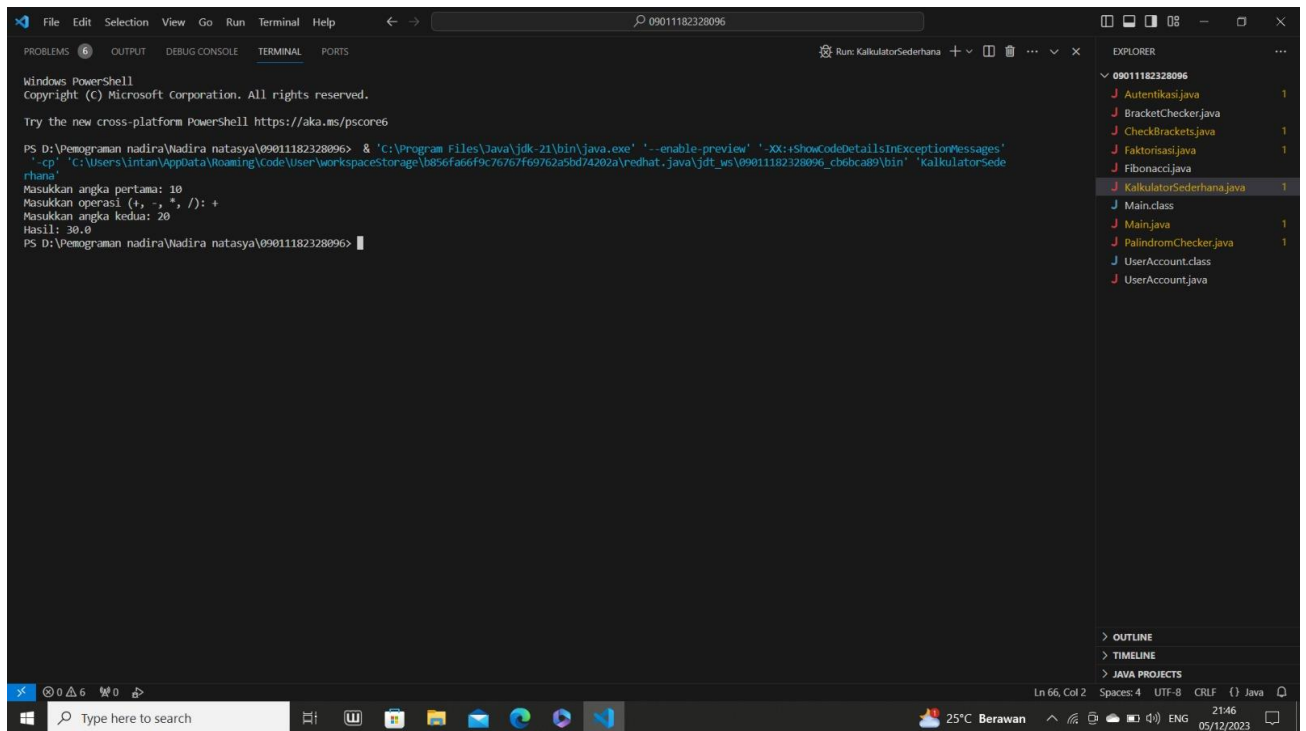 File Edit Selection View Go Run Terminal Help
09011182328096
PROBLEMS 6 OUTPUT DEBUG CONSOLE TERMINAL PORTS
Run: KalkulatorSederhana
Windows PowerShell
Copyright (C) Microsoft Corporation. All rights reserved.
Try the new cross-platform PowerShell https://aka.ms/pscore6
PS D:\Pemograman nadira\Nadira natasya\09011182328096> & 'C:\Program Files\Java\jdk-21\bin\java.exe' '--enable-preview' '-XX:+ShowCodeDetailsInExceptionMessages'
'-cp' 'C:\Users\intan\AppData\Roaming\Code\User\workspaceStorage\b856fa66f9c76767f69762a5bd74202a\redhat.java\jdt_ws\09011182328096_cb6bca89\bin' 'KalkulatorSede
rhana'
Masukkan angka pertama: 10
Masukkan operasi (+, -, *, /): +
Masukkan angka kedua: 20
Hasil: 30.0
PS D:\Pemograman nadira\Nadira natasya\09011182328096>
EXPLORER
09011182328096
Autentikasi.java 1
BracketChecker.java
CheckBrackets.java 1
Faktorisasi.java 1
Fibonacci.java
KalkulatorSederhana.java 1
Main.class
Main.java 1
PalindromChecker.java 1
UserAccount.class
UserAccount.java
OUTLINE
TIMELINE
JAVA PROJECTS
0 6 0
Ln 66, Col 2 Spaces: 4 UTF-8 CRLF {} Java
Type here to search
25°C Berawan
ENG
21:46
05/12/2023